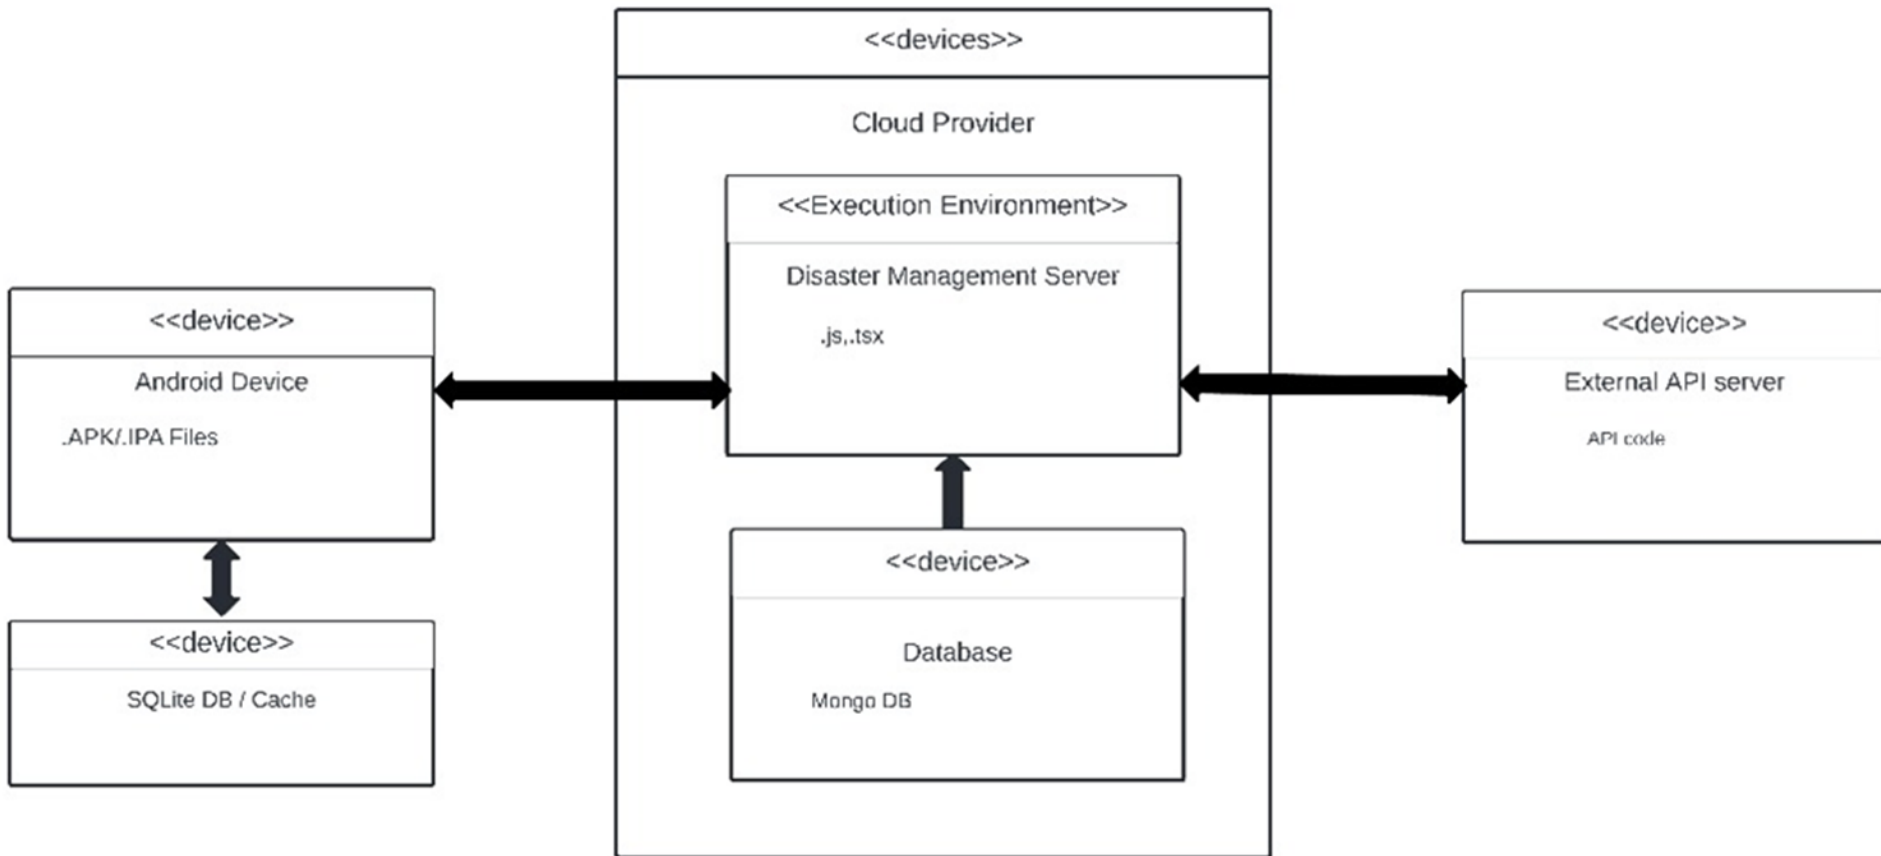 <<devices>>
Cloud Provider
<<Execution Environment>>
Disaster Management Server
.js,.tsx
<<device>>
Android Device
.APK/.IPA Files
<<device>>
External API server
API code
<<device>>
Database
Mongo DB
<<device>>
SQLite DB / Cache